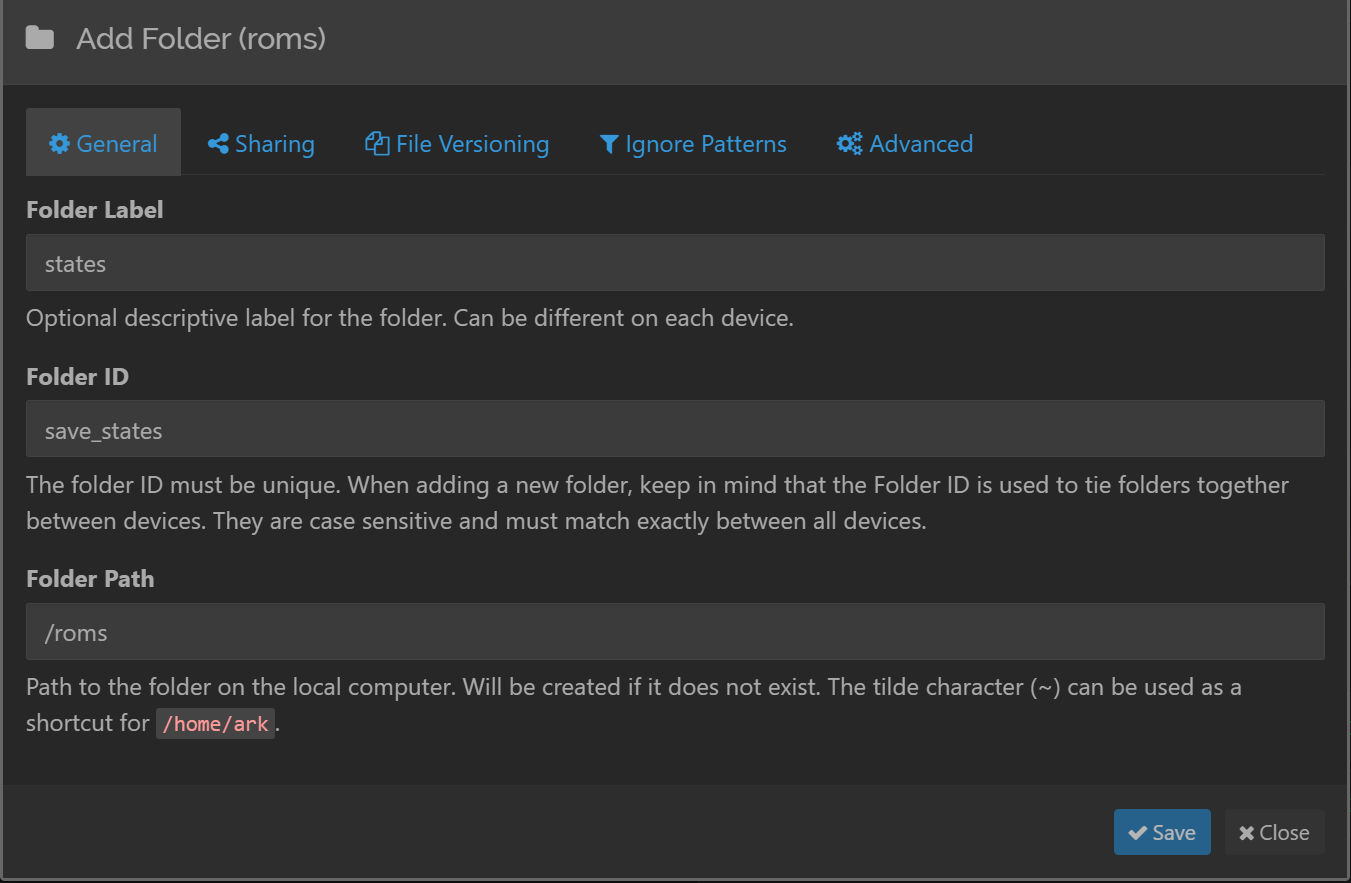 Add Folder (roms)
General Sharing File Versioning Ignore Patterns Advanced
Folder Label
states
Optional descriptive label for the folder. Can be different on each device.
Folder ID
save_states
The folder ID must be unique. When adding a new folder, keep in mind that the Folder ID is used to tie folders together
between devices. They are case sensitive and must match exactly between all devices.
Folder Path
/roms
Path to the folder on the local computer. Will be created if it does not exist. The tilde character (~) can be used as a
shortcut for /home/ark.
Save Close